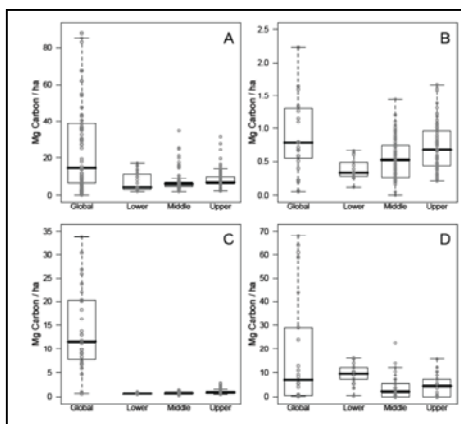 A
Mg Carbon / ha
80
60
40
20
0
Global Lower Middle Upper
B
Mg Carbon / ha
2.5
2.0
1.5
1.0
0.5
0.0
Global Lower Middle Upper
C
Mg Carbon / ha
35
30
25
20
15
10
5
0
Global Lower Middle Upper
D
Mg Carbon / ha
70
60
50
40
30
20
10
0
Global Lower Middle Upper